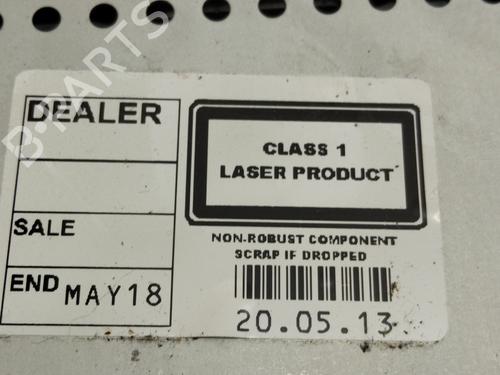 B-PARTS
DEALER
SALE
END MAY18
CLASS 1
LASER PRODUCT
NON-ROBUST COMPONENT
SCRAP IF DROPPED
20.05.13